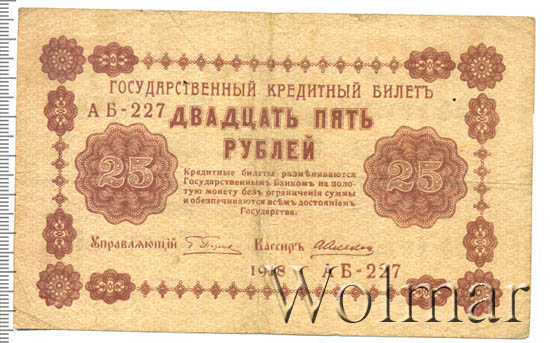 ГОСУДАРСТВЕННЫЙ КРЕДИТНЫЙ БИЛЕТЪ
АБ-227
ДВАДЦАТЬ ПЯТЬ
РУБЛЕЙ
25
25
Кредитные билеты размѣниваются
Государственнымъ Банкомъ на золо-
тую монету безъ ограниченія суммы
и обезпечиваются всѣмъ достояніемъ
Государства.
Управляющій
Кассиръ
1918
АБ-227
Wolmar